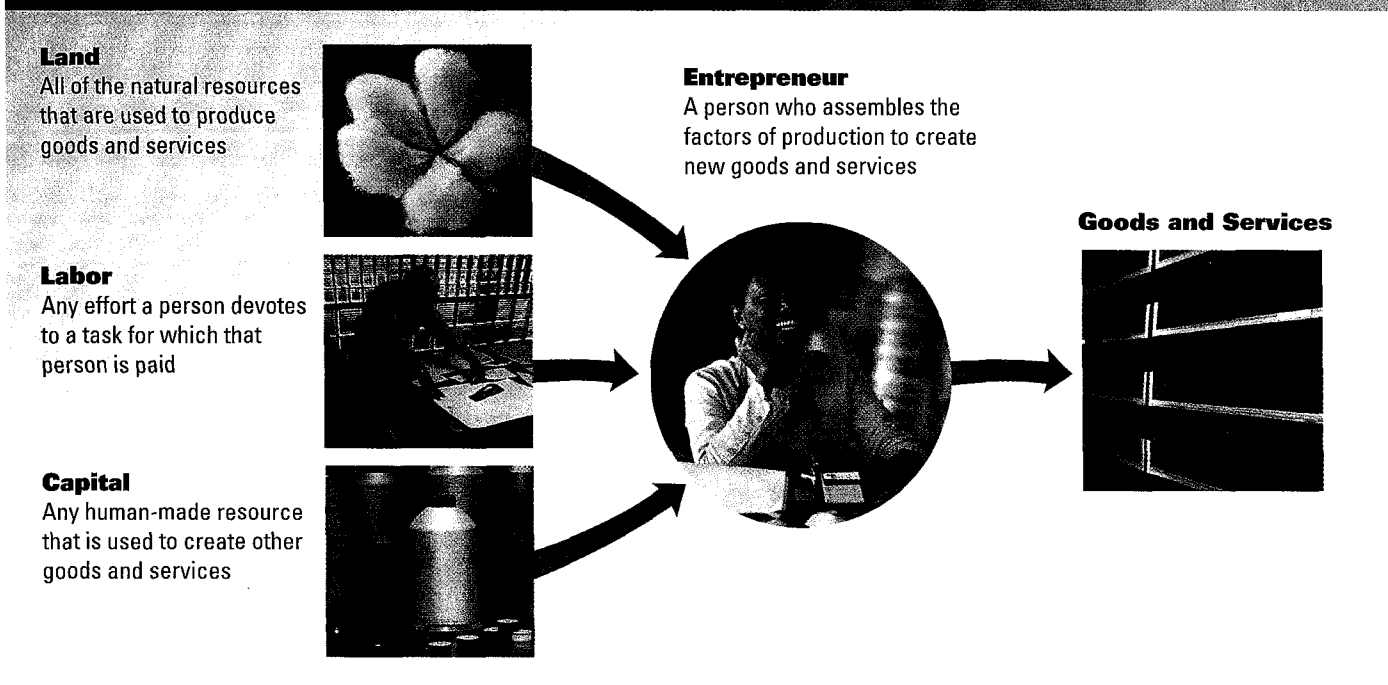 Land
All of the natural resources
that are used to produce
goods and services
Labor
Any effort a person devotes
to a task for which that
person is paid
Capital
Any human-made resource
that is used to create other
goods and services
Entrepreneur
A person who assembles the
factors of production to create
new goods and services
Goods and Services